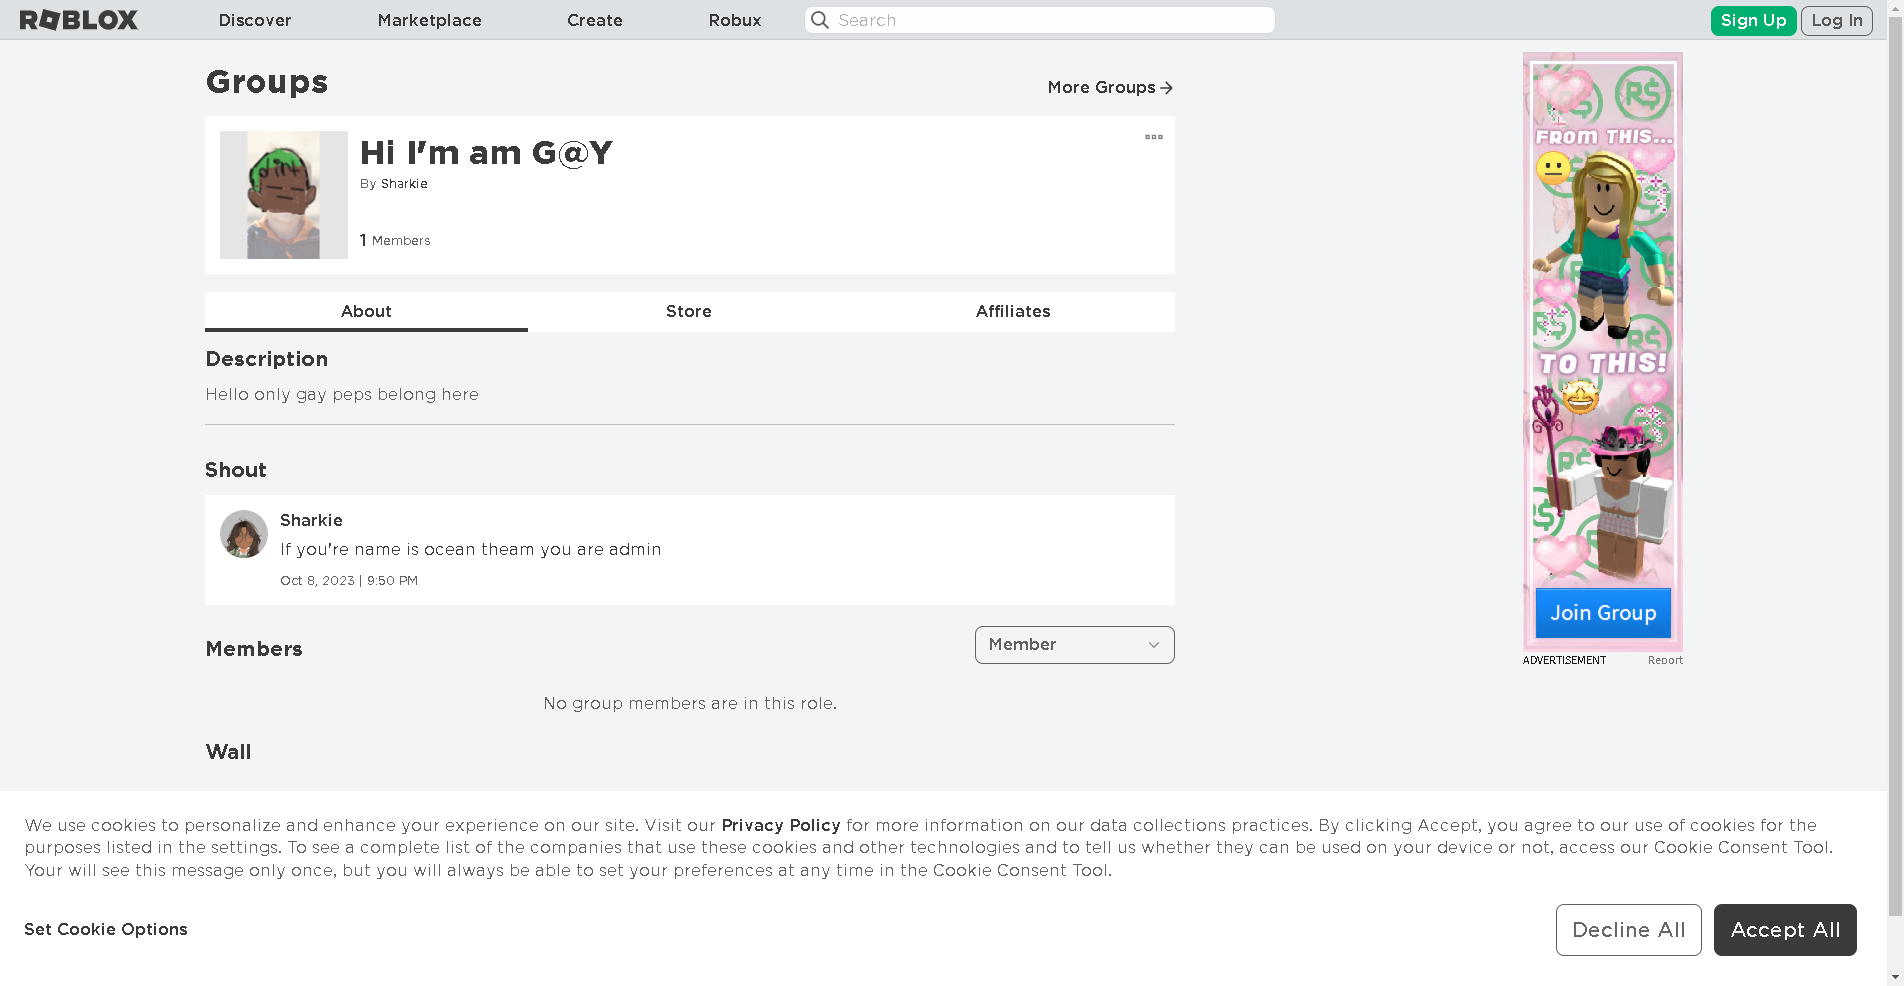 ROBLOX Discover Marketplace Create Robux Search Sign Up Log In
Groups
More Groups
Hi I'm am G@Y
By Sharkie
1 Members
About Store Affiliates
Description
Hello only gay peps belong here
Shout
Sharkie
If you're name is ocean theam you are admin
Oct 8, 2023 | 9:50 PM
Members
Member
No group members are in this role.
Wall
R$
FROM THIS...
TO THIS!
Join Group
ADVERTISEMENT Report
We use cookies to personalize and enhance your experience on our site. Visit our Privacy Policy for more information on our data collections practices. By clicking Accept, you agree to our use of cookies for the
purposes listed in the settings. To see a complete list of the companies that use these cookies and other technologies and to tell us whether they can be used on your device or not, access our Cookie Consent Tool.
Your will see this message only once, but you will always be able to set your preferences at any time in the Cookie Consent Tool.
Set Cookie Options
Decline All Accept All